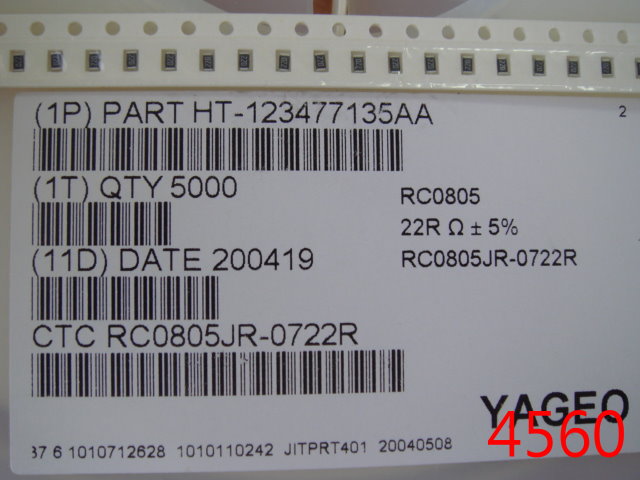 (1P) PART HT-123477135AA
2
(1T) QTY 5000
RC0805
22R Ω ± 5%
(11D) DATE 200419
RC0805JR-0722R
CTC RC0805JR-0722R
YAGEO
4560
37 6 1010712628 1010110242 JITPRT401 20040508